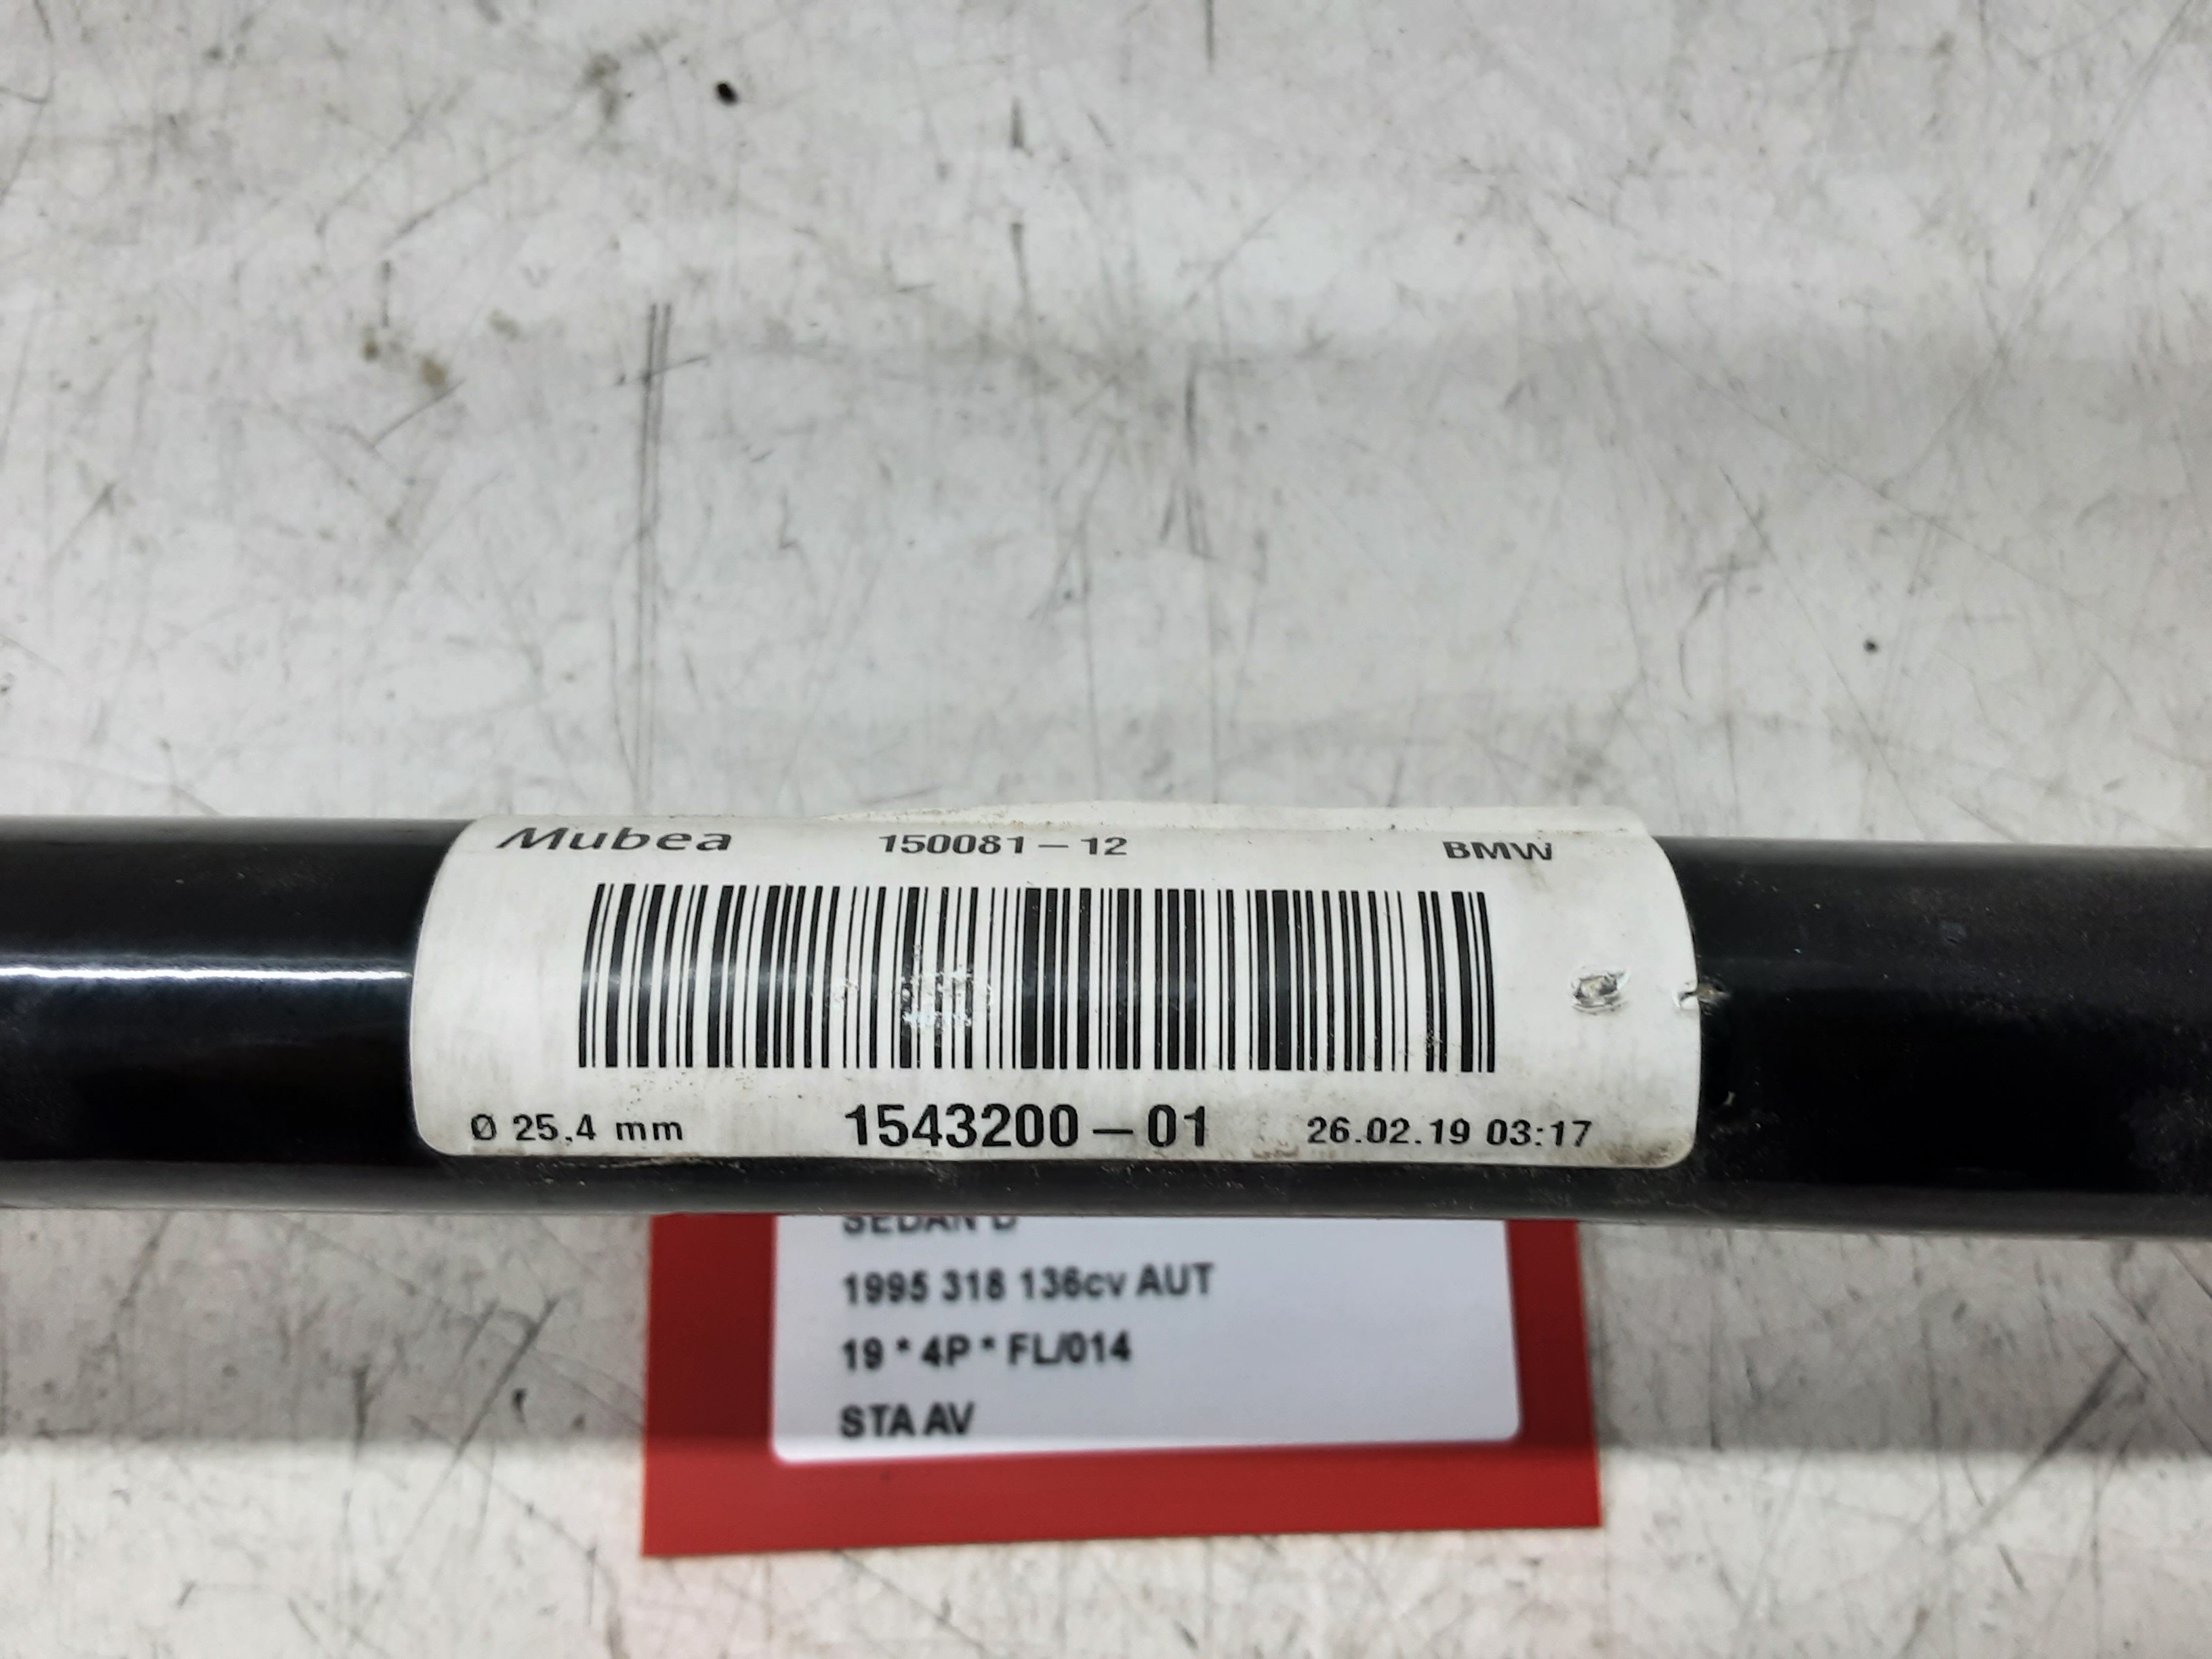 Mubea 150081-12 BMW
Ø 25,4 mm 1543200-01 26.02.19 03:17
SEDAN D
1995 318 136cv AUT
19 * 4P * FL/014
STA AV